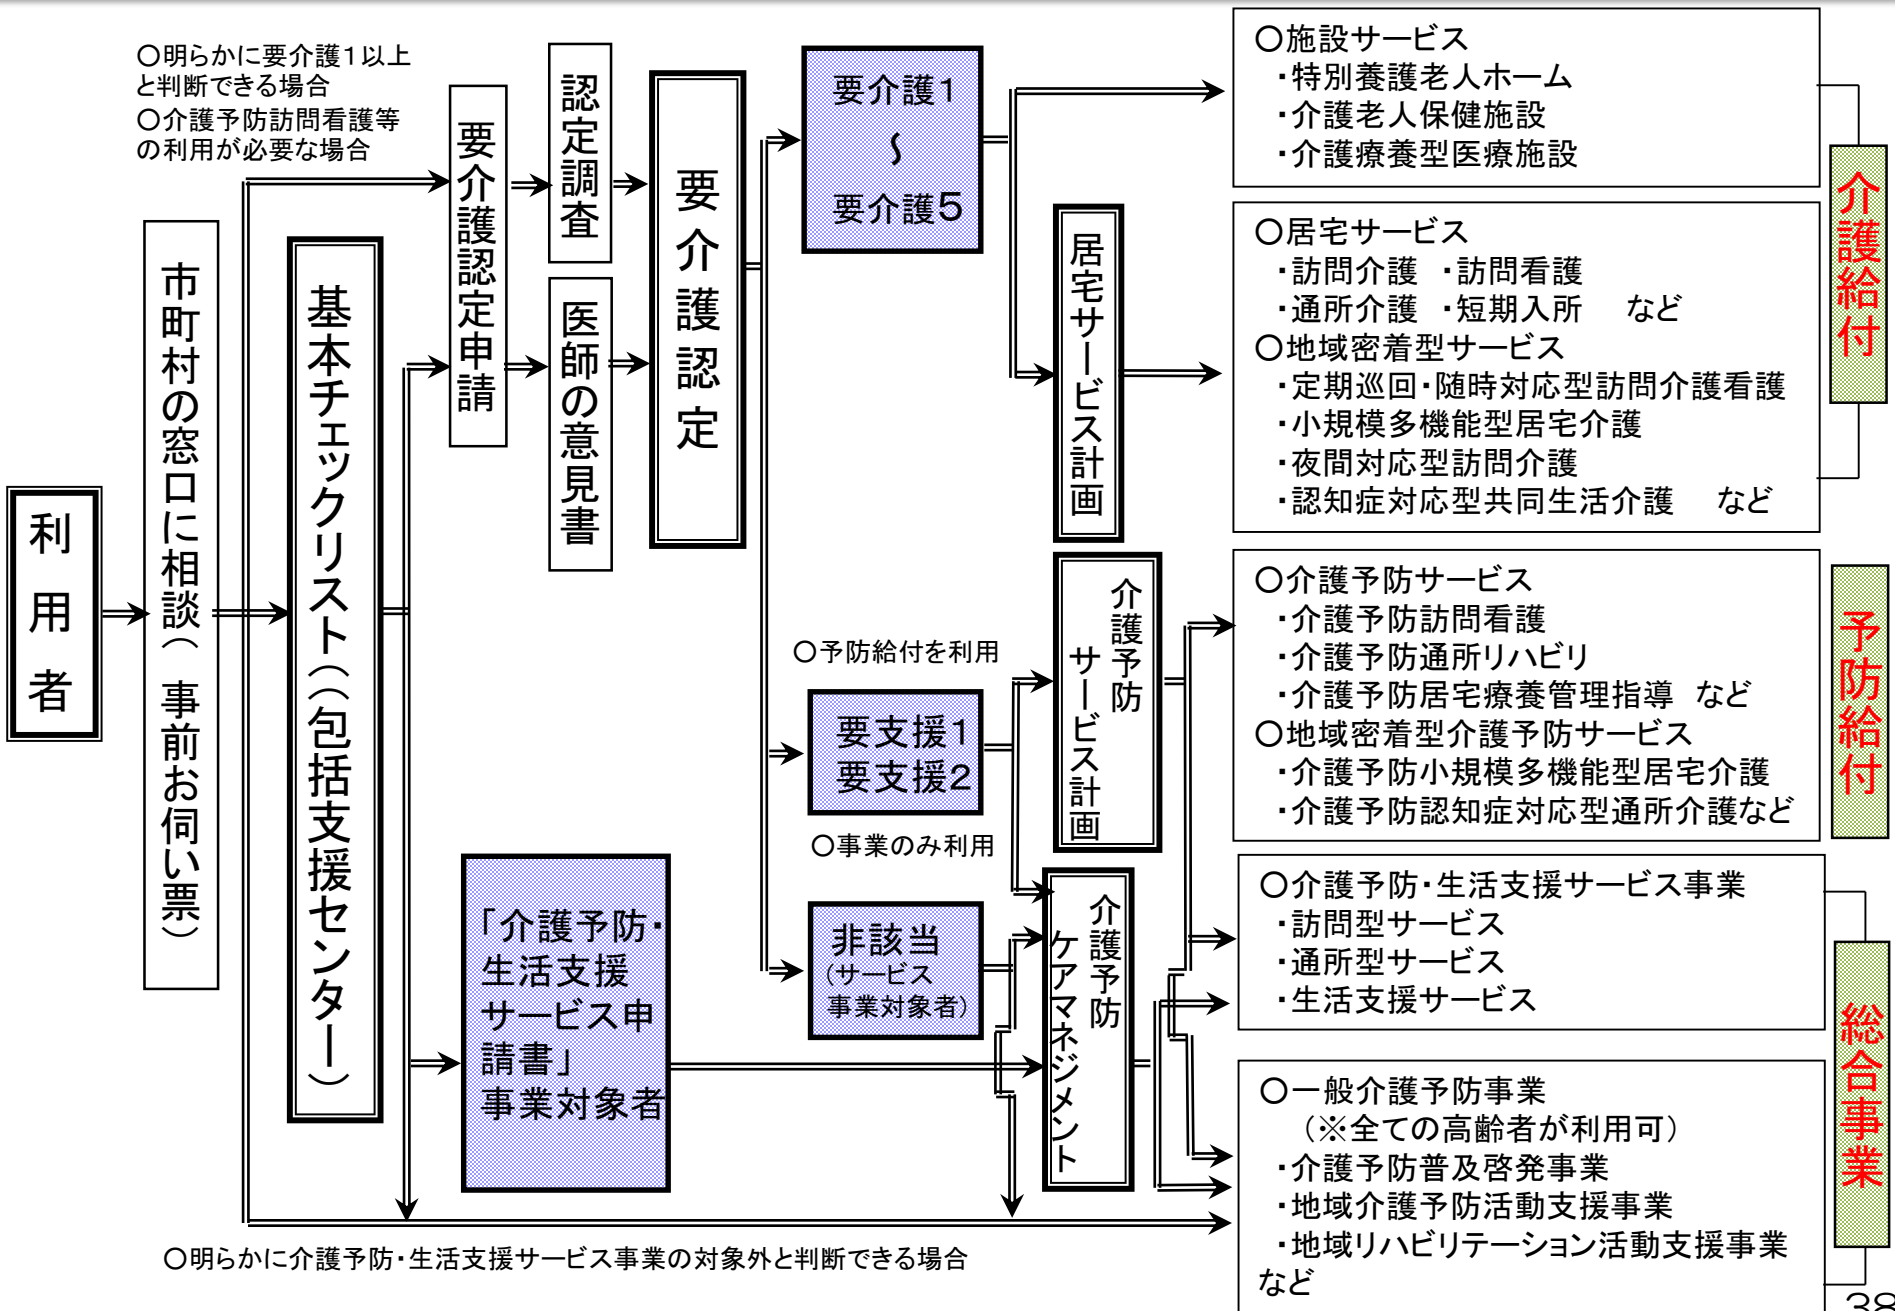 〇明らかに要介護1以上
と判断できる場合
〇介護予防訪問看護等
の利用が必要な場合
利用者
市町村の窓口に相談（事前お伺い票）
基本チェックリスト（（包括支援センター）
要介護認定申請
認定調査
医師の意見書
要介護認定
要介護1
～
要介護5
〇予防給付を利用
要支援1
要支援2
〇事業のみ利用
非該当
(サービス
事業対象者)
「介護予防・
生活支援
サービス申
請書」
事業対象者
〇明らかに介護予防・生活支援サービス事業の対象外と判断できる場合
居宅サービス計画
介護予防
サービス計画
介護予防
ケアマネジメント
〇施設サービス
・特別養護老人ホーム
・介護老人保健施設
・介護療養型医療施設
〇居宅サービス
・訪問介護 ・訪問看護
・通所介護 ・短期入所 など
〇地域密着型サービス
・定期巡回・随時対応型訪問介護看護
・小規模多機能型居宅介護
・夜間対応型訪問介護
・認知症対応型共同生活介護 など
介護給付
〇介護予防サービス
・介護予防訪問看護
・介護予防通所リハビリ
・介護予防居宅療養管理指導 など
〇地域密着型介護予防サービス
・介護予防小規模多機能型居宅介護
・介護予防認知症対応型通所介護など
予防給付
〇介護予防・生活支援サービス事業
・訪問型サービス
・通所型サービス
・生活支援サービス
〇一般介護予防事業
（※全ての高齢者が利用可）
・介護予防普及啓発事業
・地域介護予防活動支援事業
・地域リハビリテーション活動支援事業
など
総合事業
38